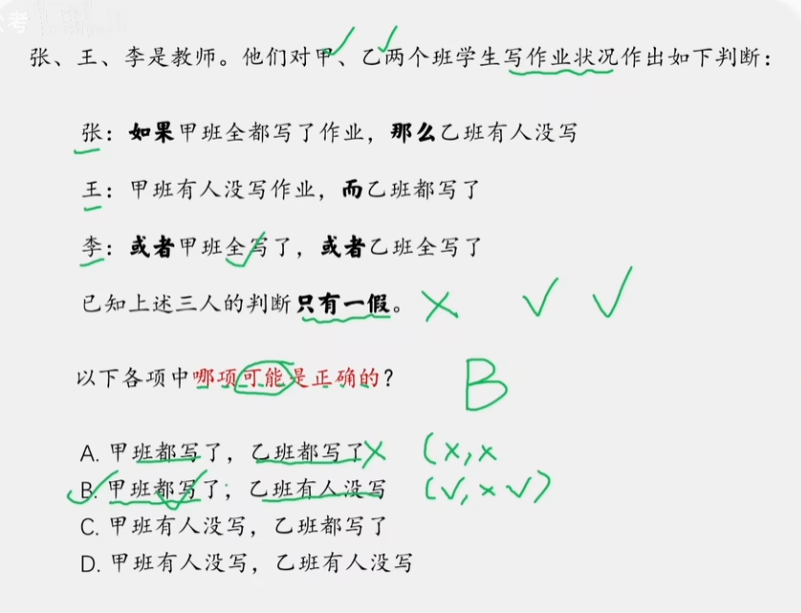 考
张、王、李是教师。他们对甲、乙两个班学生写作业状况作出如下判断：
张：如果甲班全都写了作业，那么乙班有人没写
王：甲班有人没写作业，而乙班都写了
李：或者甲班全写了，或者乙班全写了
已知上述三人的判断只有一假。 × √ √
以下各项中哪项可能是正确的？ B
A. 甲班都写了，乙班都写了 × (×,×
B. 甲班都写了；乙班有人没写 (√,×√)
C. 甲班有人没写，乙班都写了
D. 甲班有人没写，乙班有人没写